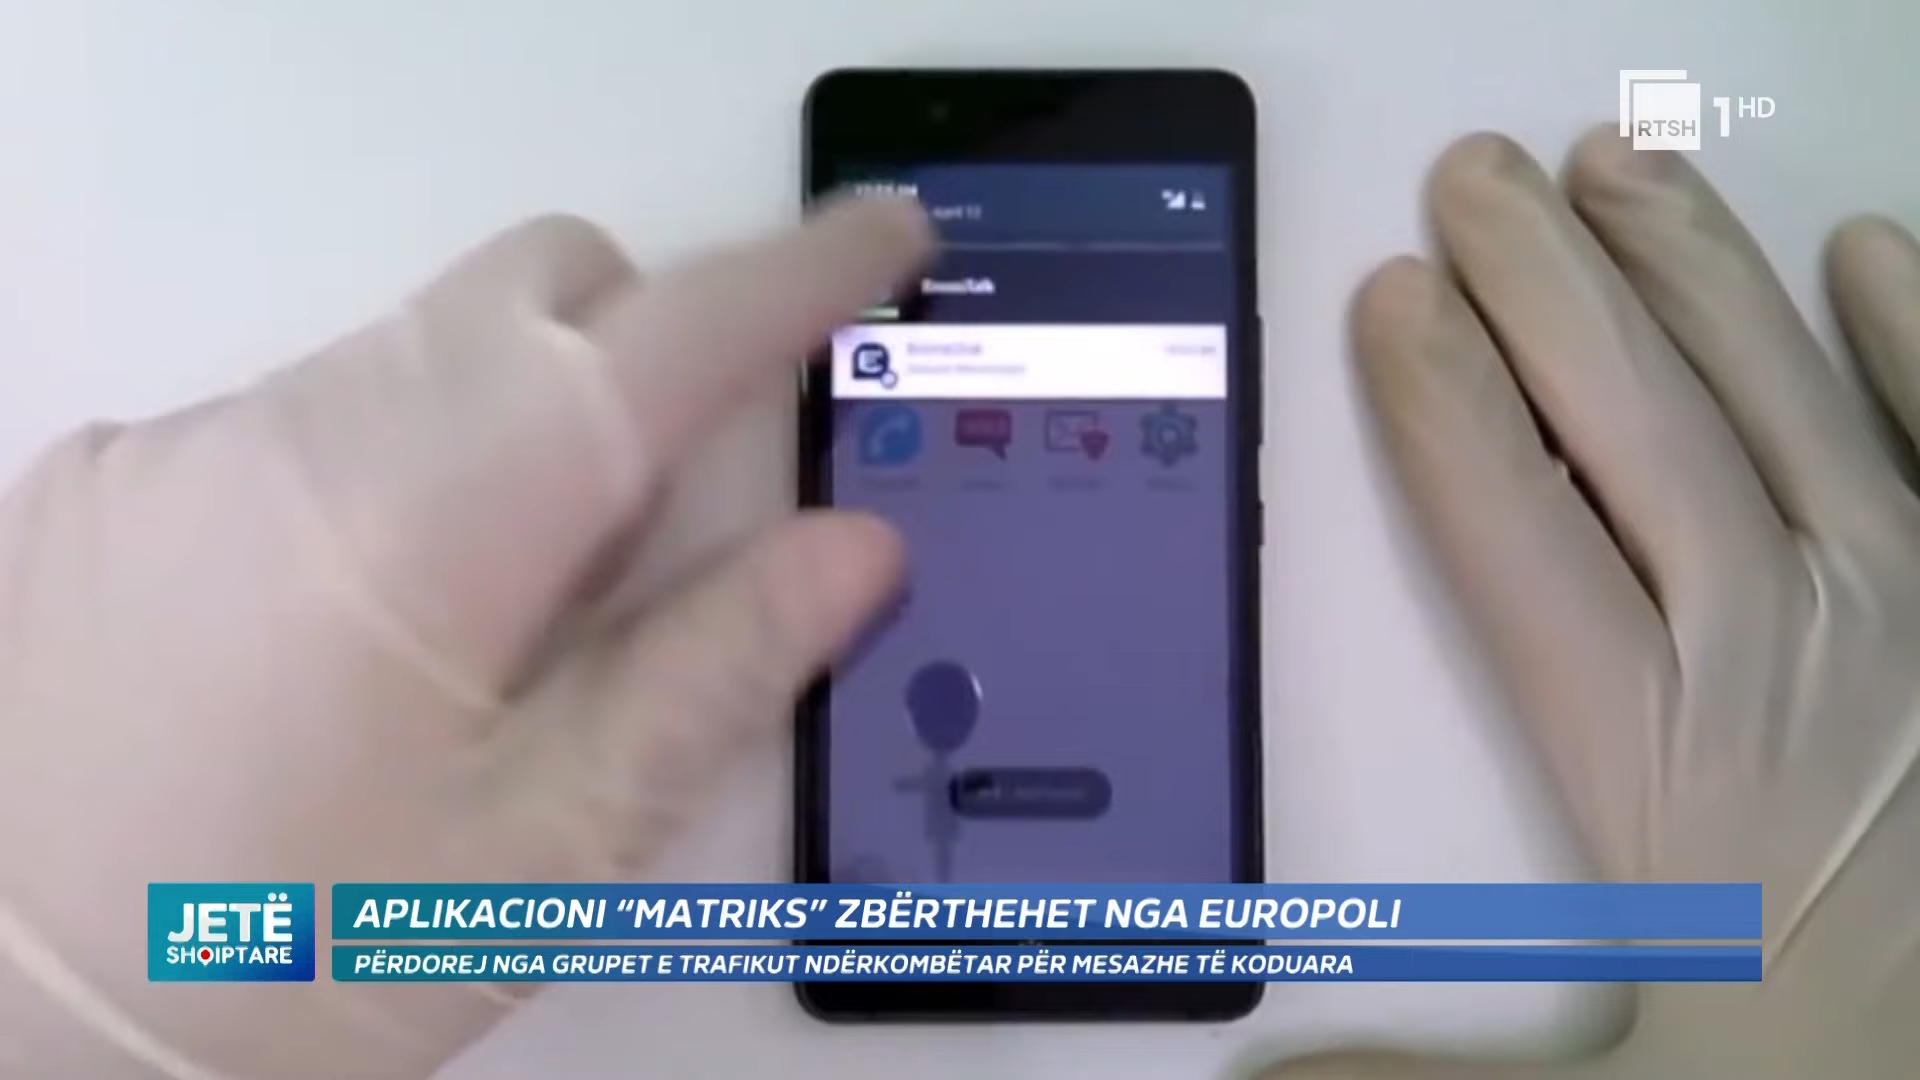 RTSH 1 HD
JETË
SHQIPTARE
APLIKACIONI “MATRIKS” ZBËRTHEHET NGA EUROPOLI
PËRDOREJ NGA GRUPET E TRAFIKUT NDËRKOMBËTAR PËR MESAZHE TË KODUARA